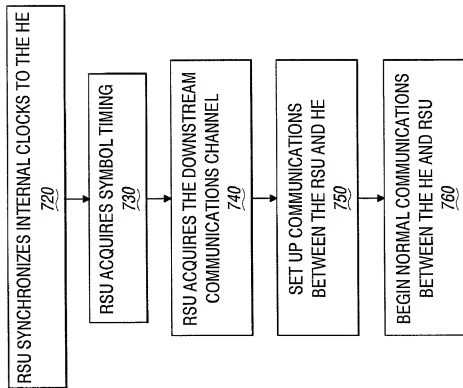 RSU SYNCHRONIZES INTERNAL CLOCKS TO THE HE
720
RSU ACQUIRES SYMBOL TIMING
730
RSU ACQUIRES THE DOWNSTREAM
COMMUNICATIONS CHANNEL
740
SET UP COMMUNICATIONS
BETWEEN THE RSU AND HE
750
BEGIN NORMAL COMMUNICATIONS
BETWEEN THE HE AND RSU
760